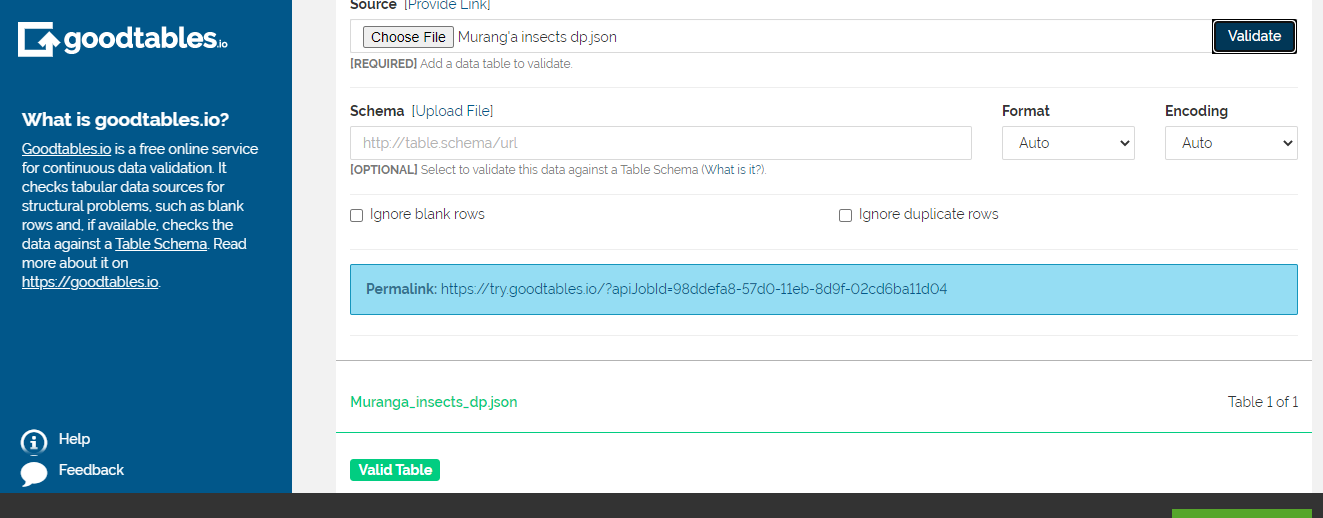 goodtables.io
What is goodtables.io?
Goodtables.io is a free online service
for continuous data validation. It
checks tabular data sources for
structural problems, such as blank
rows and, if available, checks the
data against a Table Schema. Read
more about it on
https://goodtables.io.
Help
Feedback
Source [Provide Link]
Choose File Murang'a insects dp.json Validate
[REQUIRED] Add a data table to validate.
Schema [Upload File] Format Encoding
http://table.schema/url Auto Auto
[OPTIONAL] Select to validate this data against a Table Schema (What is it?).
Ignore blank rows Ignore duplicate rows
Permalink: https://try.goodtables.io/?apiJobId=98ddefa8-57d0-11eb-8d9f-02cd6ba11d04
Muranga_insects_dp.json Table 1 of 1
Valid Table